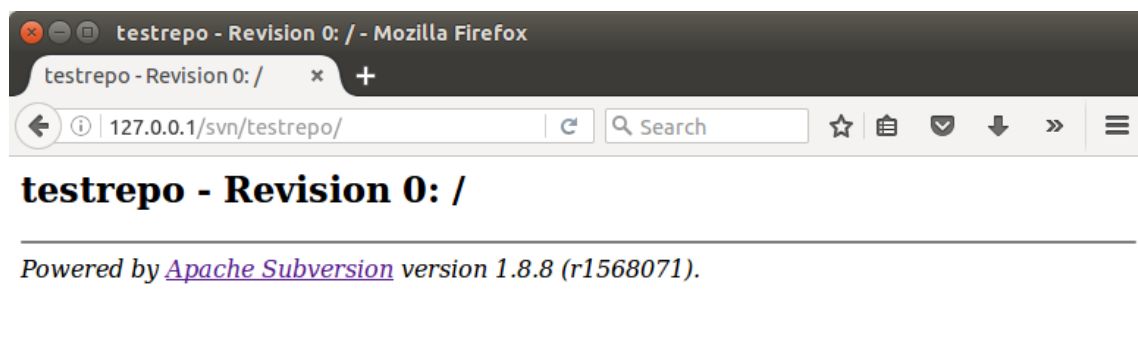 testrepo - Revision 0: / - Mozilla Firefox
testrepo - Revision 0: /
127.0.0.1/svn/testrepo/
Search
testrepo - Revision 0: /
Powered by Apache Subversion version 1.8.8 (r1568071).